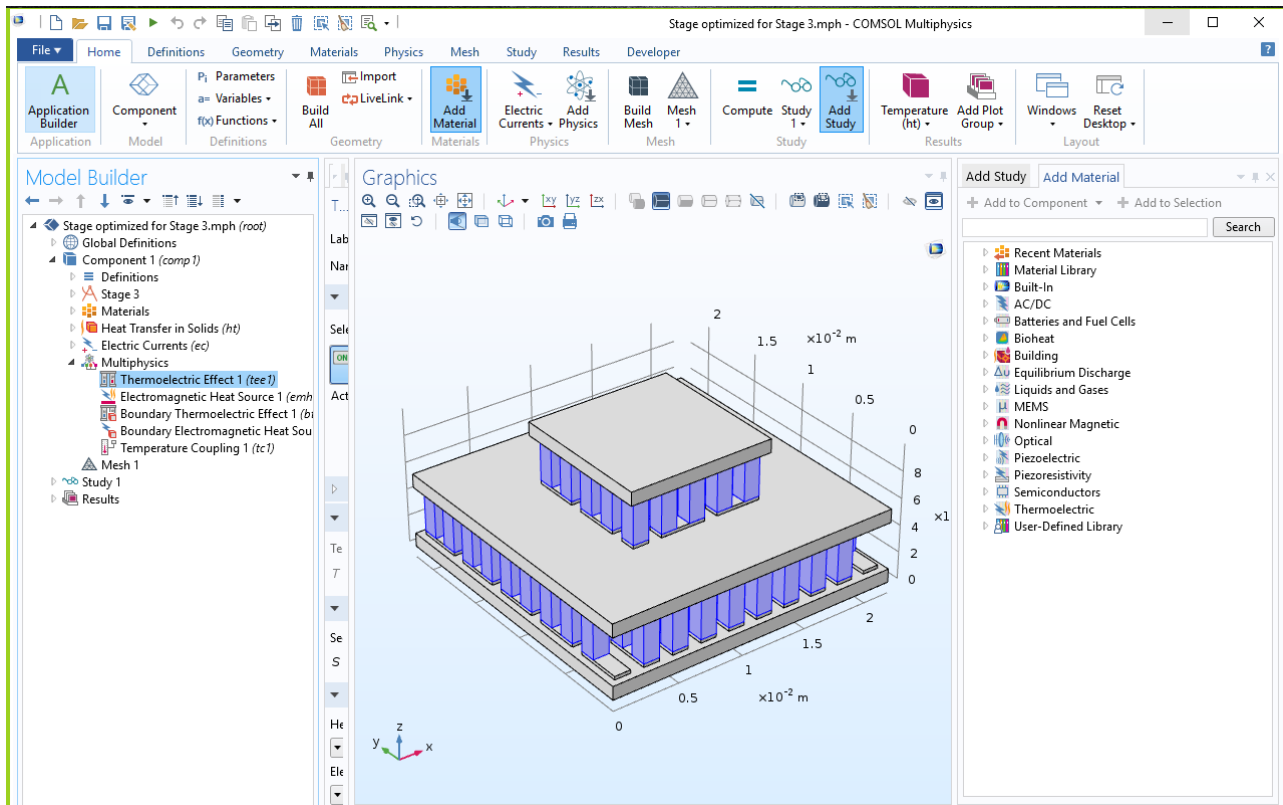 Stage optimized for Stage 3.mph - COMSOL Multiphysics
File Home Definitions Geometry Materials Physics Mesh Study Results Developer
Application Builder
Component
Pi Parameters
a= Variables
f(x) Functions
Build All
Import
LiveLink
Add Material
Electric Currents
Add Physics
Build Mesh
Mesh 1
Compute
Study 1
Add Study
Temperature (ht)
Add Plot Group
Windows
Reset Desktop
Application Model Definitions Geometry Materials Physics Mesh Study Results Layout
Model Builder
Stage optimized for Stage 3.mph (root)
Global Definitions
Component 1 (comp1)
Definitions
Stage 3
Materials
Heat Transfer in Solids (ht)
Electric Currents (ec)
Multiphysics
Thermoelectric Effect 1 (tee1)
Electromagnetic Heat Source 1 (emh
Boundary Thermoelectric Effect 1 (b
Boundary Electromagnetic Heat Sou
Temperature Coupling 1 (tc1)
Mesh 1
Study 1
Results
T...
Lab
Nar
Sele
ON
Act
Te
T
Se
S
He
Ele
Graphics
xy yz zx
2
1.5
×10-2 m
1
0.5
0
8
6
4
×1
2
0
2
1.5
1
×10-2 m
0.5
0
z
y
x
Add Study Add Material
+ Add to Component + Add to Selection
Search
Recent Materials
Material Library
Built-In
AC/DC
Batteries and Fuel Cells
Bioheat
Building
Equilibrium Discharge
Liquids and Gases
MEMS
Nonlinear Magnetic
Optical
Piezoelectric
Piezoresistivity
Semiconductors
Thermoelectric
User-Defined Library